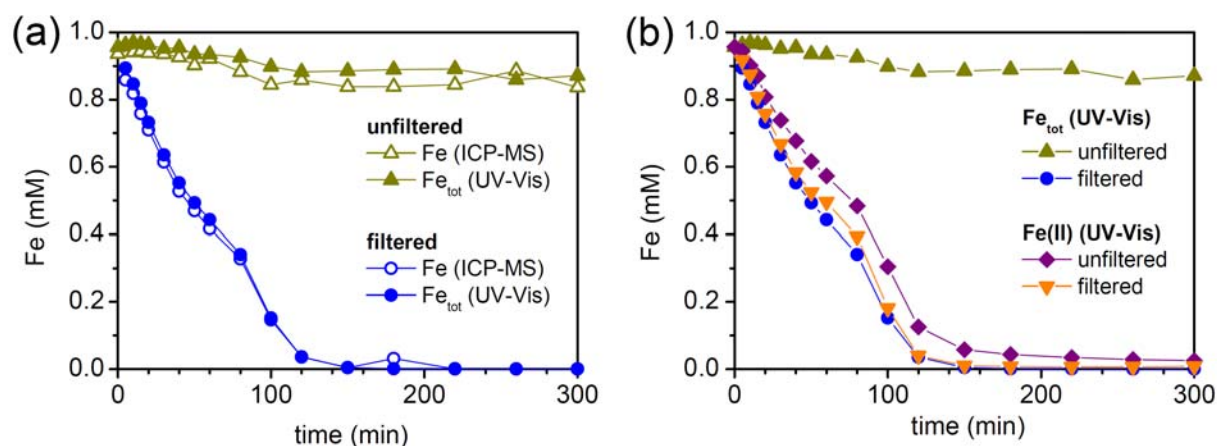 (a)
1.0
0.8
0.6
0.4
0.2
0.0
Fe (mM)
unfiltered
Fe (ICP-MS)
Fetot (UV-Vis)
filtered
Fe (ICP-MS)
Fetot (UV-Vis)
0
100
200
300
time (min)
(b)
1.0
0.8
0.6
0.4
0.2
0.0
Fe (mM)
Fetot (UV-Vis)
unfiltered
filtered
Fe(II) (UV-Vis)
unfiltered
filtered
0
100
200
300
time (min)